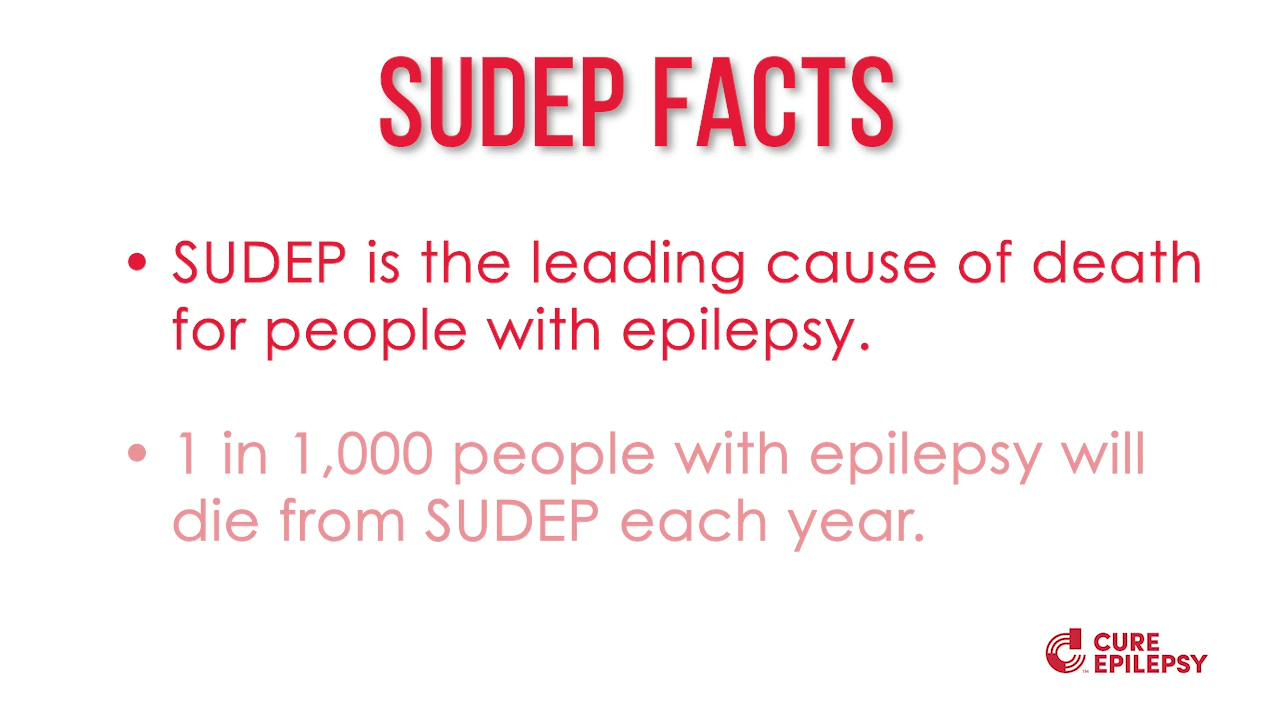 SUDEP FACTS
• SUDEP is the leading cause of death
for people with epilepsy.
• 1 in 1,000 people with epilepsy will
die from SUDEP each year.
CURE
EPILEPSY
™